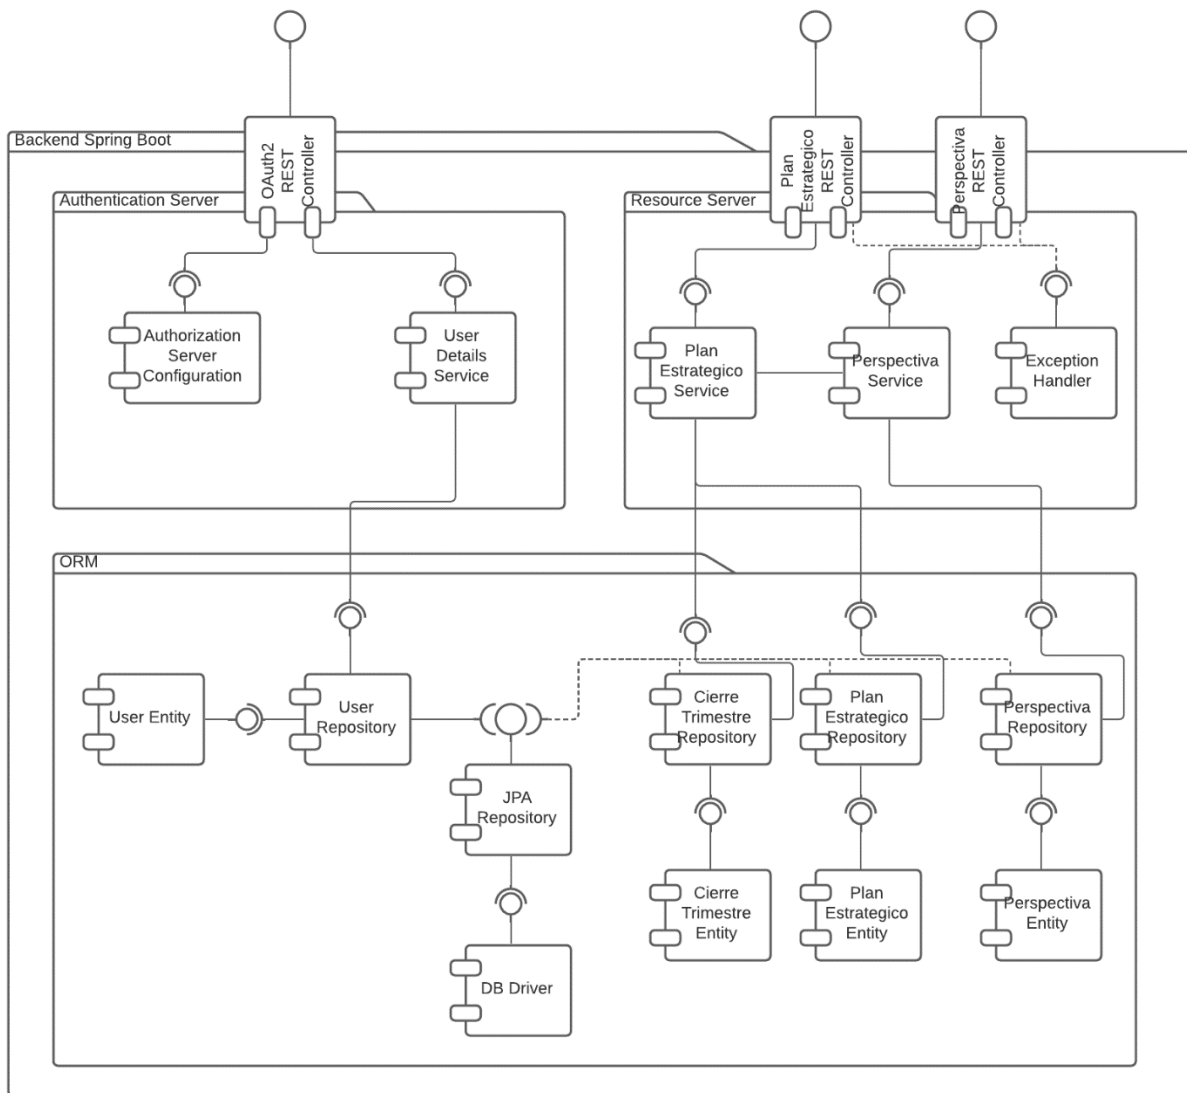 Backend Spring Boot
OAuth2
REST
Controller
Plan
Estrategico
REST
Controller
Perspectiva
REST
Controller
Authentication Server
Resource Server
Authorization
Server
Configuration
User
Details
Service
Plan
Estrategico
Service
Perspectiva
Service
Exception
Handler
ORM
User Entity
User
Repository
Cierre
Trimestre
Repository
Plan
Estrategico
Repository
Perspectiva
Repository
JPA
Repository
Cierre
Trimestre
Entity
Plan
Estrategico
Entity
Perspectiva
Entity
DB Driver